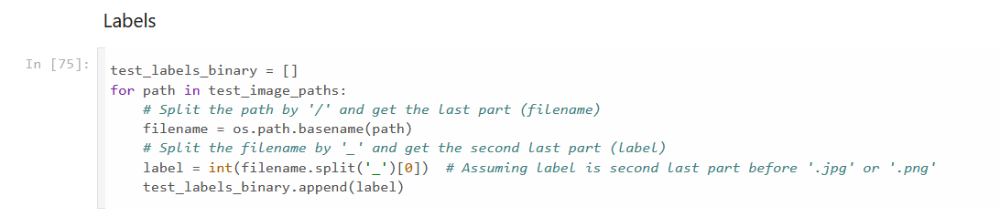 Labels
In [75]:
test_labels_binary = []
for path in test_image_paths:
    # Split the path by '/' and get the last part (filename)
    filename = os.path.basename(path)
    # Split the filename by '_' and get the second last part (label)
    label = int(filename.split('_')[0])  # Assuming label is second last part before '.jpg' or '.png'
    test_labels_binary.append(label)